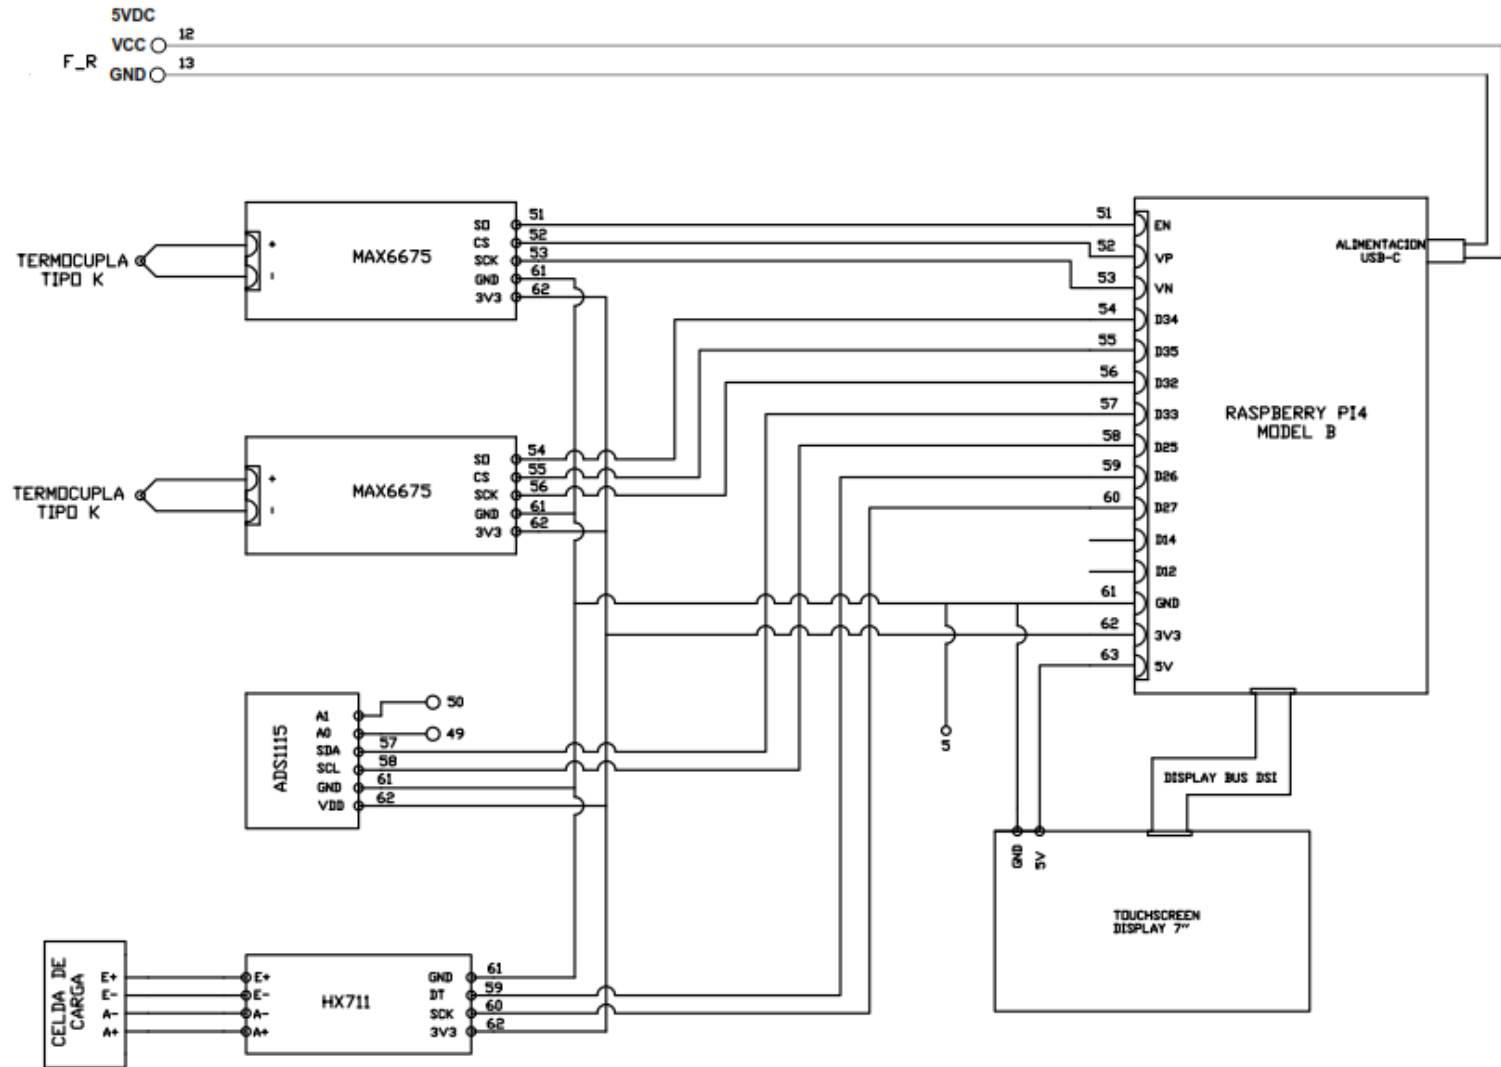 5VDC
VCC 12
F_R
GND 13
TERMOCUPLA
TIPO K
+
-
MAX6675
SO 51
CS 52
SCK 53
GND 61
3V3 62
TERMOCUPLA
TIPO K
+
-
MAX6675
SO 54
CS 55
SCK 56
GND 61
3V3 62
ADS1115
A1 50
A0 49
SDA 57
SCL 58
GND 61
VDD 62
CELDA DE
CARGA
E+
E-
A-
A+
E+
E-
A-
A+
HX711
GND 61
DT 59
SCK 60
3V3 62
51 EN
52 VP
53 VN
54 D34
55 D35
56 D32
57 D33
58 D25
59 D26
60 D27
D14
D12
61 GND
62 3V3
63 5V
ALIMENTACION
USB-C
RASPBERRY PI4
MODEL B
5
DISPLAY BUS DSI
GND
5V
TOUCHSCREEN
DISPLAY 7"